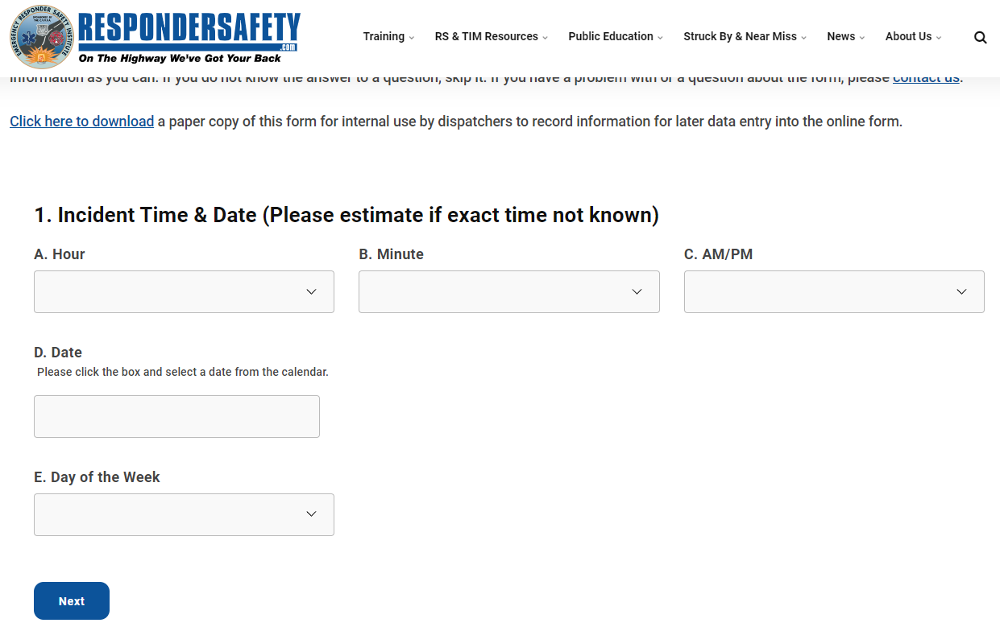 EMERGENCY RESPONDER SAFETY INSTITUTE
RESPONDERSAFETY
.com
On The Highway We've Got Your Back
Training
RS & TIM Resources
Public Education
Struck By & Near Miss
News
About Us
information as you can. If you do not know the answer to a question, skip it. If you have a problem with or a question about the form, please contact us.
Click here to download a paper copy of this form for internal use by dispatchers to record information for later data entry into the online form.
1. Incident Time & Date (Please estimate if exact time not known)
A. Hour
B. Minute
C. AM/PM
D. Date
Please click the box and select a date from the calendar.
E. Day of the Week
Next